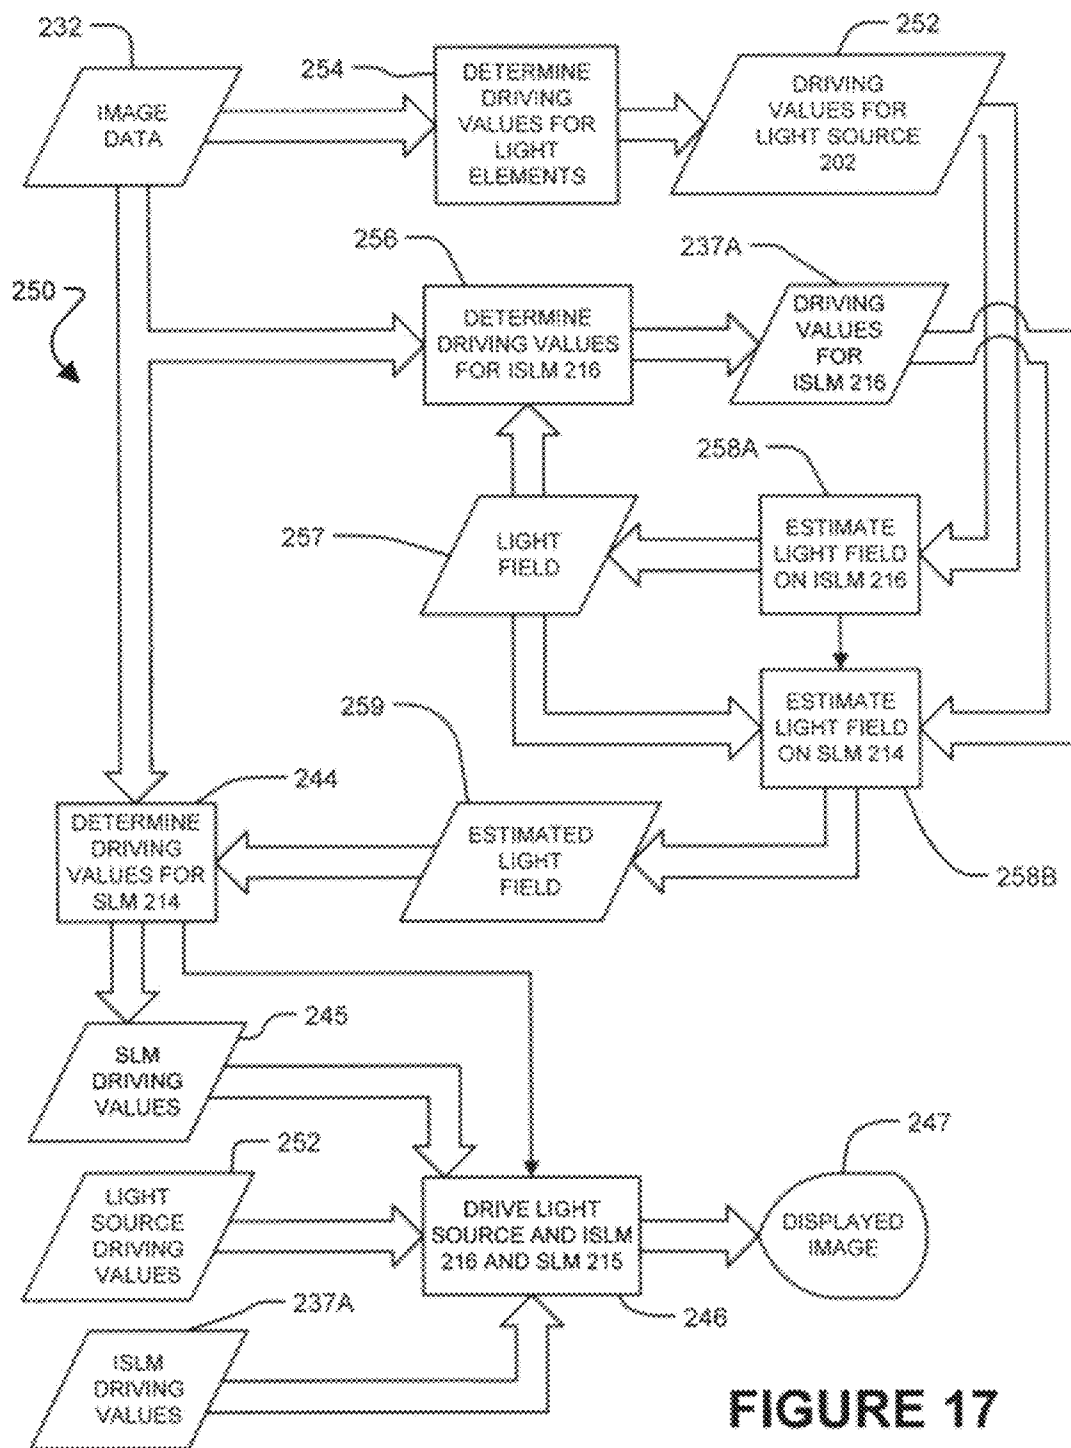 232
254
252
IMAGE
DATA
DETERMINE
DRIVING
VALUES FOR
LIGHT
ELEMENTS
DRIVING
VALUES FOR
LIGHT SOURCE
202
256
237A
250
DETERMINE
DRIVING VALUES
FOR ISLM 216
DRIVING
VALUES
FOR
ISLM 216
258A
257
LIGHT
FIELD
ESTIMATE
LIGHT FIELD
ON ISLM 216
259
ESTIMATE
LIGHT FIELD
ON SLM 214
244
DETERMINE
DRIVING
VALUES FOR
SLM 214
ESTIMATED
LIGHT
FIELD
258B
245
SLM
DRIVING
VALUES
252
247
LIGHT
SOURCE
DRIVING
VALUES
DRIVE LIGHT
SOURCE AND ISLM
216 AND SLM 215
DISPLAYED
IMAGE
237A
246
ISLM
DRIVING
VALUES
FIGURE 17